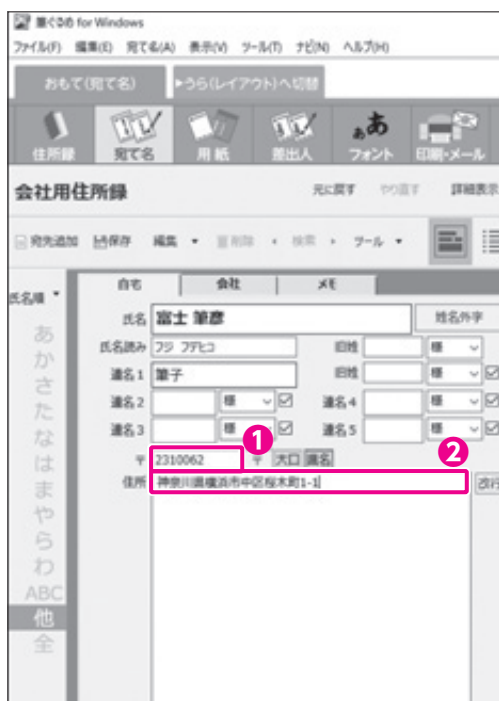 筆ぐるめ for Windows
ファイル(F) 編集(E) 宛て名(A) 表示(V) ツール(T) ナビ(N) ヘルプ(H)
おもて(宛て名) ▶うら(レイアウト)へ切替
住所録 宛て名 用紙 差出人 フォント 印刷・メール
会社用住所録 元に戻す やり直す 詳細表示
宛先追加 保存 編集 削除 検索 ツール
氏名順 自宅 会社 メモ
あ
か
さ
た
な
は
ま
や
ら
わ
ABC
他
全
氏名 富士 筆彦 姓名外字
氏名読み フジ フデヒコ 旧姓 様
連名1 筆子 旧姓 様
連名2 様 連名4 様
連名3 様 連名5 様
〒 2310062 ❶ 〒 大口 異名 ❷
住所 神奈川県横浜市中区桜木町1-1 改行